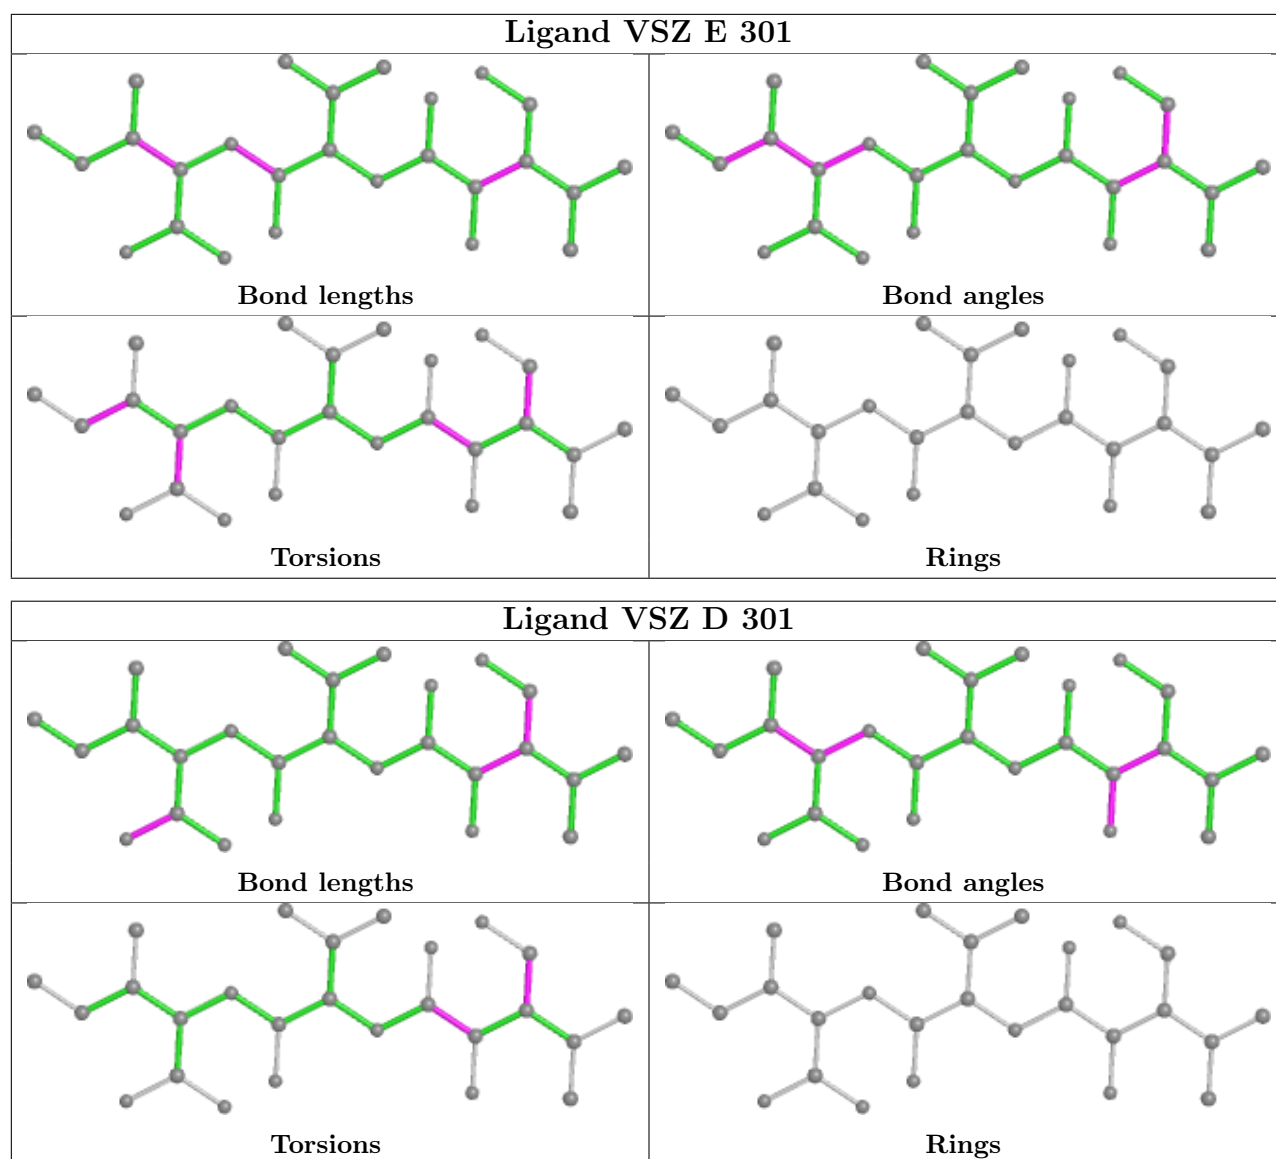 Ligand VSZ E 301
Bond lengths
Bond angles
Torsions
Rings
Ligand VSZ D 301
Bond lengths
Bond angles
Torsions
Rings